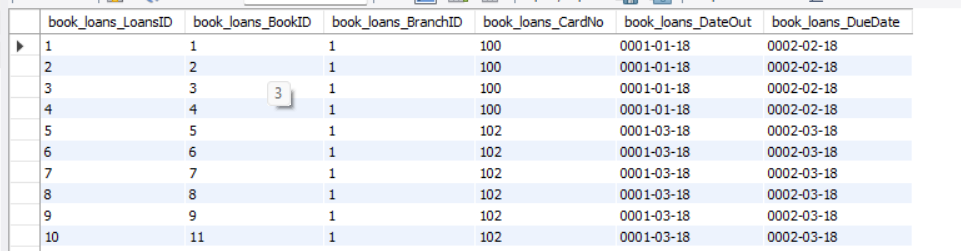 book_loans_LoansID book_loans_BookID book_loans_BranchID book_loans_CardNo book_loans_DateOut book_loans_DueDate
1 1 1 100 0001-01-18 0002-02-18
2 2 1 100 0001-01-18 0002-02-18
3 3 1 100 0001-01-18 0002-02-18
3
4 4 1 100 0001-01-18 0002-02-18
5 5 1 102 0001-03-18 0002-03-18
6 6 1 102 0001-03-18 0002-03-18
7 7 1 102 0001-03-18 0002-03-18
8 8 1 102 0001-03-18 0002-03-18
9 9 1 102 0001-03-18 0002-03-18
10 11 1 102 0001-03-18 0002-03-18